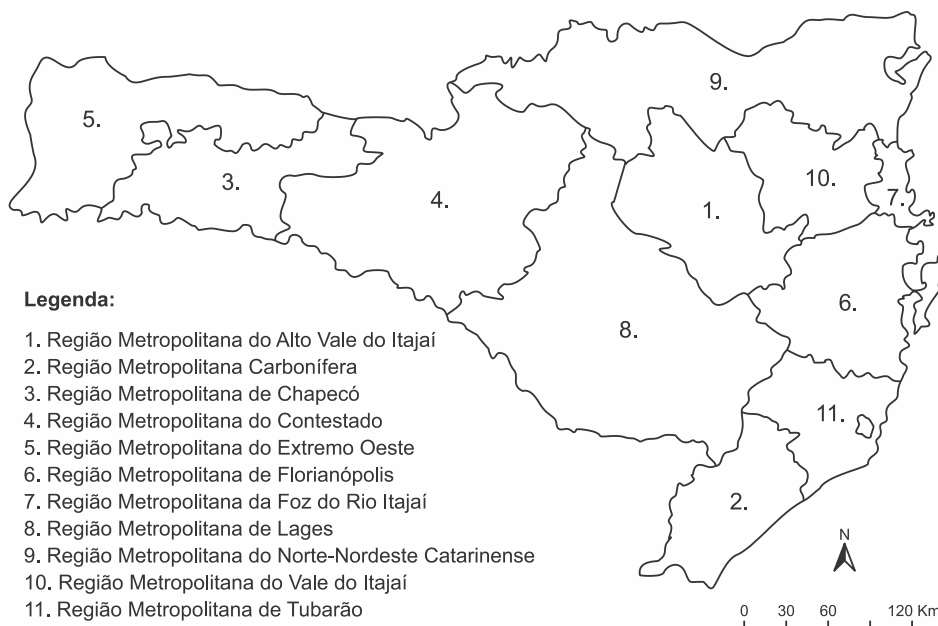 9.
5.
10.
3.
7.
4.
1.
6.
8.
11.
2.
Legenda:
1. Região Metropolitana do Alto Vale do Itajaí
2. Região Metropolitana Carbonífera
3. Região Metropolitana de Chapecó
4. Região Metropolitana do Contestado
5. Região Metropolitana do Extremo Oeste
6. Região Metropolitana de Florianópolis
7. Região Metropolitana da Foz do Rio Itajaí
8. Região Metropolitana de Lages
9. Região Metropolitana do Norte-Nordeste Catarinense
10. Região Metropolitana do Vale do Itajaí
11. Região Metropolitana de Tubarão
N
0 30 60 120 Km